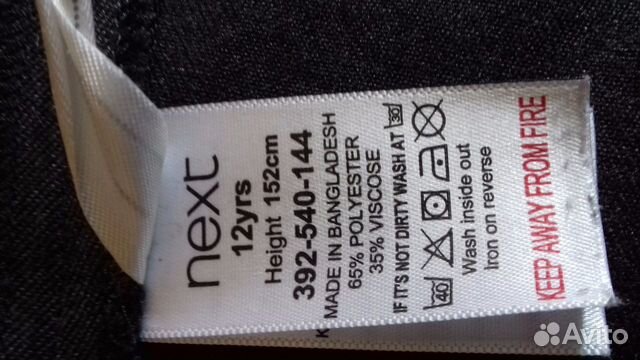 next
12yrs
Height 152cm
392-540-144
K MADE IN BANGLADESH
65% POLYESTER
35% VISCOSE
IF IT'S NOT DIRTY WASH AT 30
40
Wash inside out
Iron on reverse
KEEP AWAY FROM FIRE
Avito